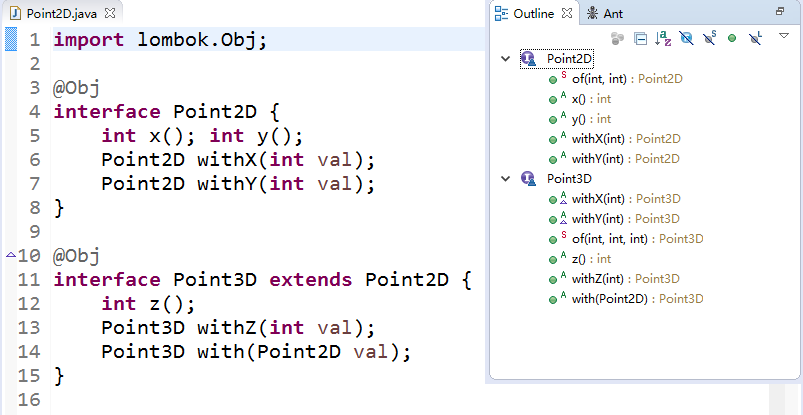 Point2D.java
1 import lombok.Obj;
2
3 @Obj
4 interface Point2D {
5     int x(); int y();
6     Point2D withX(int val);
7     Point2D withY(int val);
8 }
9
10 @Obj
11 interface Point3D extends Point2D {
12     int z();
13     Point3D withZ(int val);
14     Point3D with(Point2D val);
15 }
16
Outline Ant
Point2D
of(int, int) : Point2D
x() : int
y() : int
withX(int) : Point2D
withY(int) : Point2D
Point3D
withX(int) : Point3D
withY(int) : Point3D
of(int, int, int) : Point3D
z() : int
withZ(int) : Point3D
with(Point2D) : Point3D